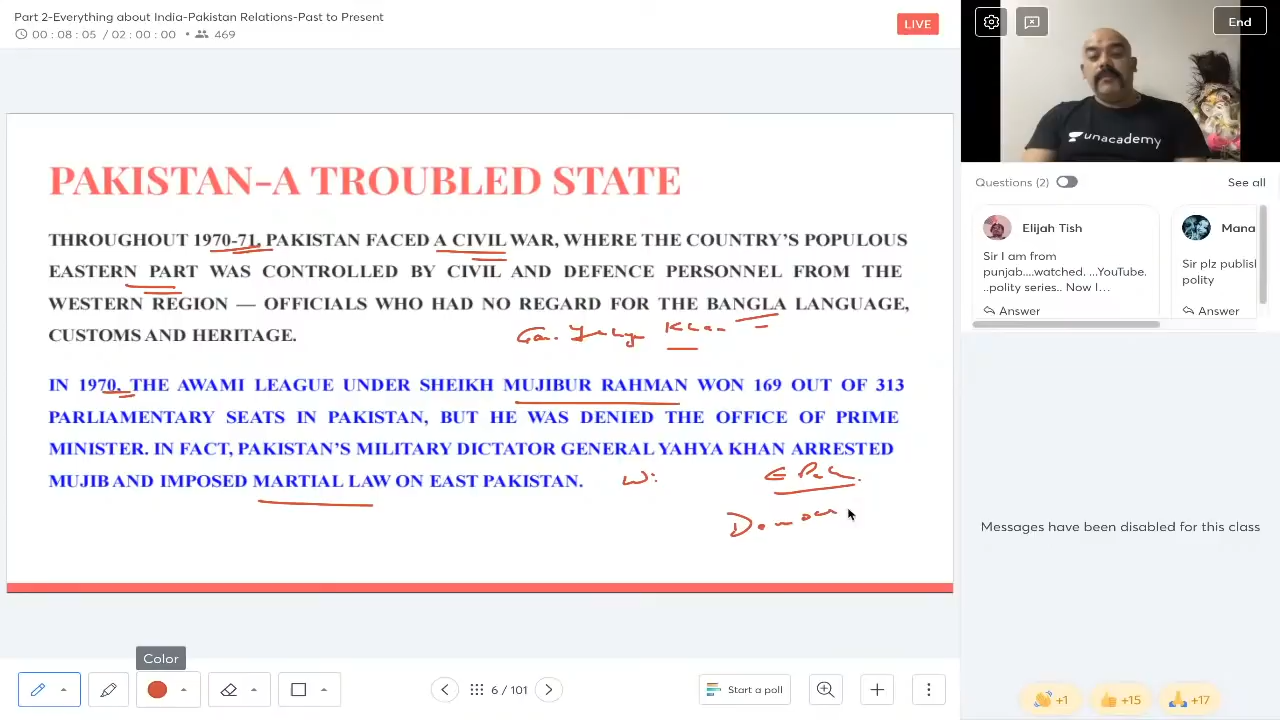 Part 2-Everything about India-Pakistan Relations-Past to Present
00 : 08 : 05 / 02 : 00 : 00 • 469
LIVE
End
unacademy
PAKISTAN-A TROUBLED STATE
THROUGHOUT 1970-71, PAKISTAN FACED A CIVIL WAR, WHERE THE COUNTRY'S POPULOUS
EASTERN PART WAS CONTROLLED BY CIVIL AND DEFENCE PERSONNEL FROM THE
WESTERN REGION — OFFICIALS WHO HAD NO REGARD FOR THE BANGLA LANGUAGE,
CUSTOMS AND HERITAGE.
Gen. Yahya Khan
IN 1970, THE AWAMI LEAGUE UNDER SHEIKH MUJIBUR RAHMAN WON 169 OUT OF 313
PARLIAMENTARY SEATS IN PAKISTAN, BUT HE WAS DENIED THE OFFICE OF PRIME
MINISTER. IN FACT, PAKISTAN'S MILITARY DICTATOR GENERAL YAHYA KHAN ARRESTED
MUJIB AND IMPOSED MARTIAL LAW ON EAST PAKISTAN.
W: E Pak.
Questions (2)
See all
Elijah Tish
Sir I am from
punjab....watched. ...YouTube.
..polity series.. Now I...
Answer
Mana
Sir plz publish
polity
Answer
Messages have been disabled for this class
Color
6 / 101
Start a poll
+1
+15
+17